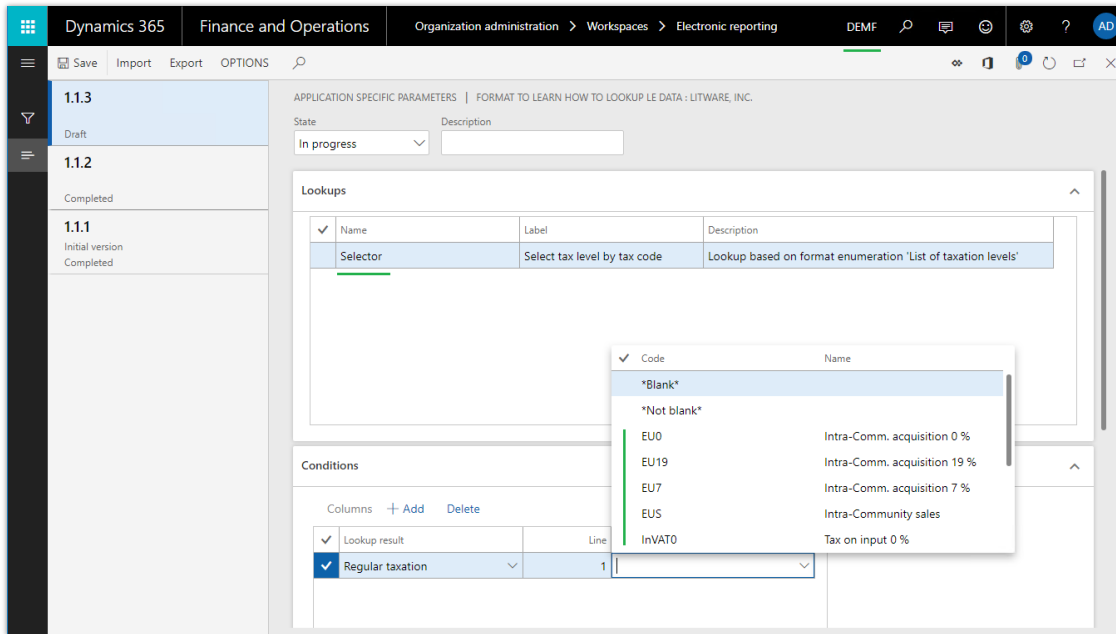 Dynamics 365 Finance and Operations Organization administration > Workspaces > Electronic reporting DEMF ? AD
Save Import Export OPTIONS 0
1.1.3
Draft
1.1.2
Completed
1.1.1
Initial version
Completed
APPLICATION SPECIFIC PARAMETERS | FORMAT TO LEARN HOW TO LOOKUP LE DATA : LITWARE, INC.
State Description
In progress
Lookups
Name Label Description
Selector Select tax level by tax code Lookup based on format enumeration 'List of taxation levels'
Code Name
*Blank*
*Not blank*
EU0 Intra-Comm. acquisition 0 %
EU19 Intra-Comm. acquisition 19 %
EU7 Intra-Comm. acquisition 7 %
EUS Intra-Community sales
InVAT0 Tax on input 0 %
Conditions
Columns + Add Delete
Lookup result Line
Regular taxation 1